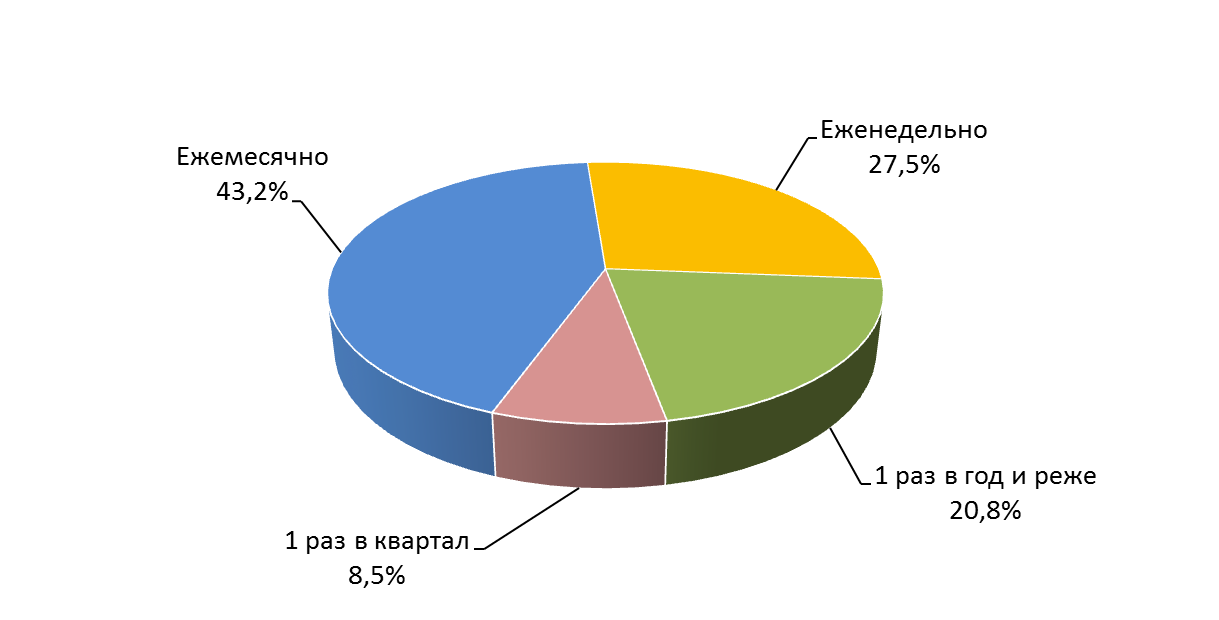 Еженедельно
27,5%
Ежемесячно
43,2%
1 раз в год и реже
20,8%
1 раз в квартал
8,5%